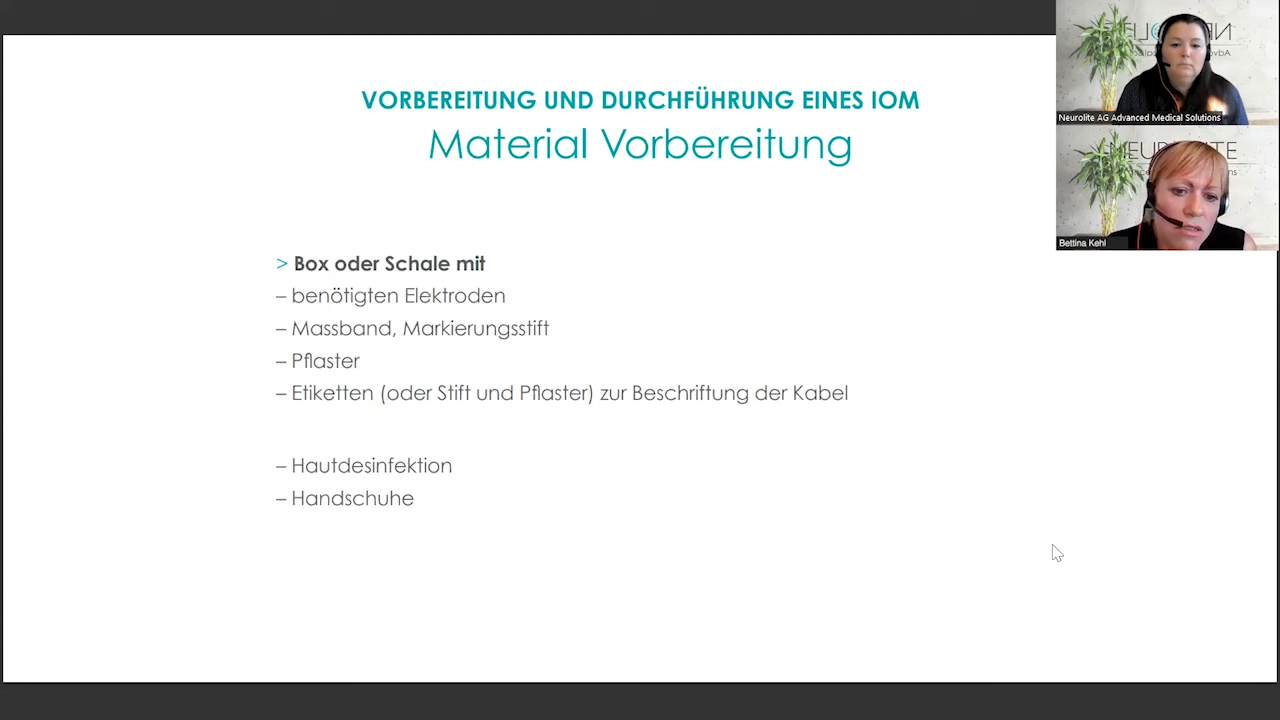 VORBEREITUNG UND DURCHFÜHRUNG EINES IOM
Material Vorbereitung
> Box oder Schale mit
– benötigten Elektroden
– Massband, Markierungsstift
– Pflaster
– Etiketten (oder Stift und Pflaster) zur Beschriftung der Kabel
– Hautdesinfektion
– Handschuhe
Neurolite AG Advanced Medical Solutions
Bettina Kehl